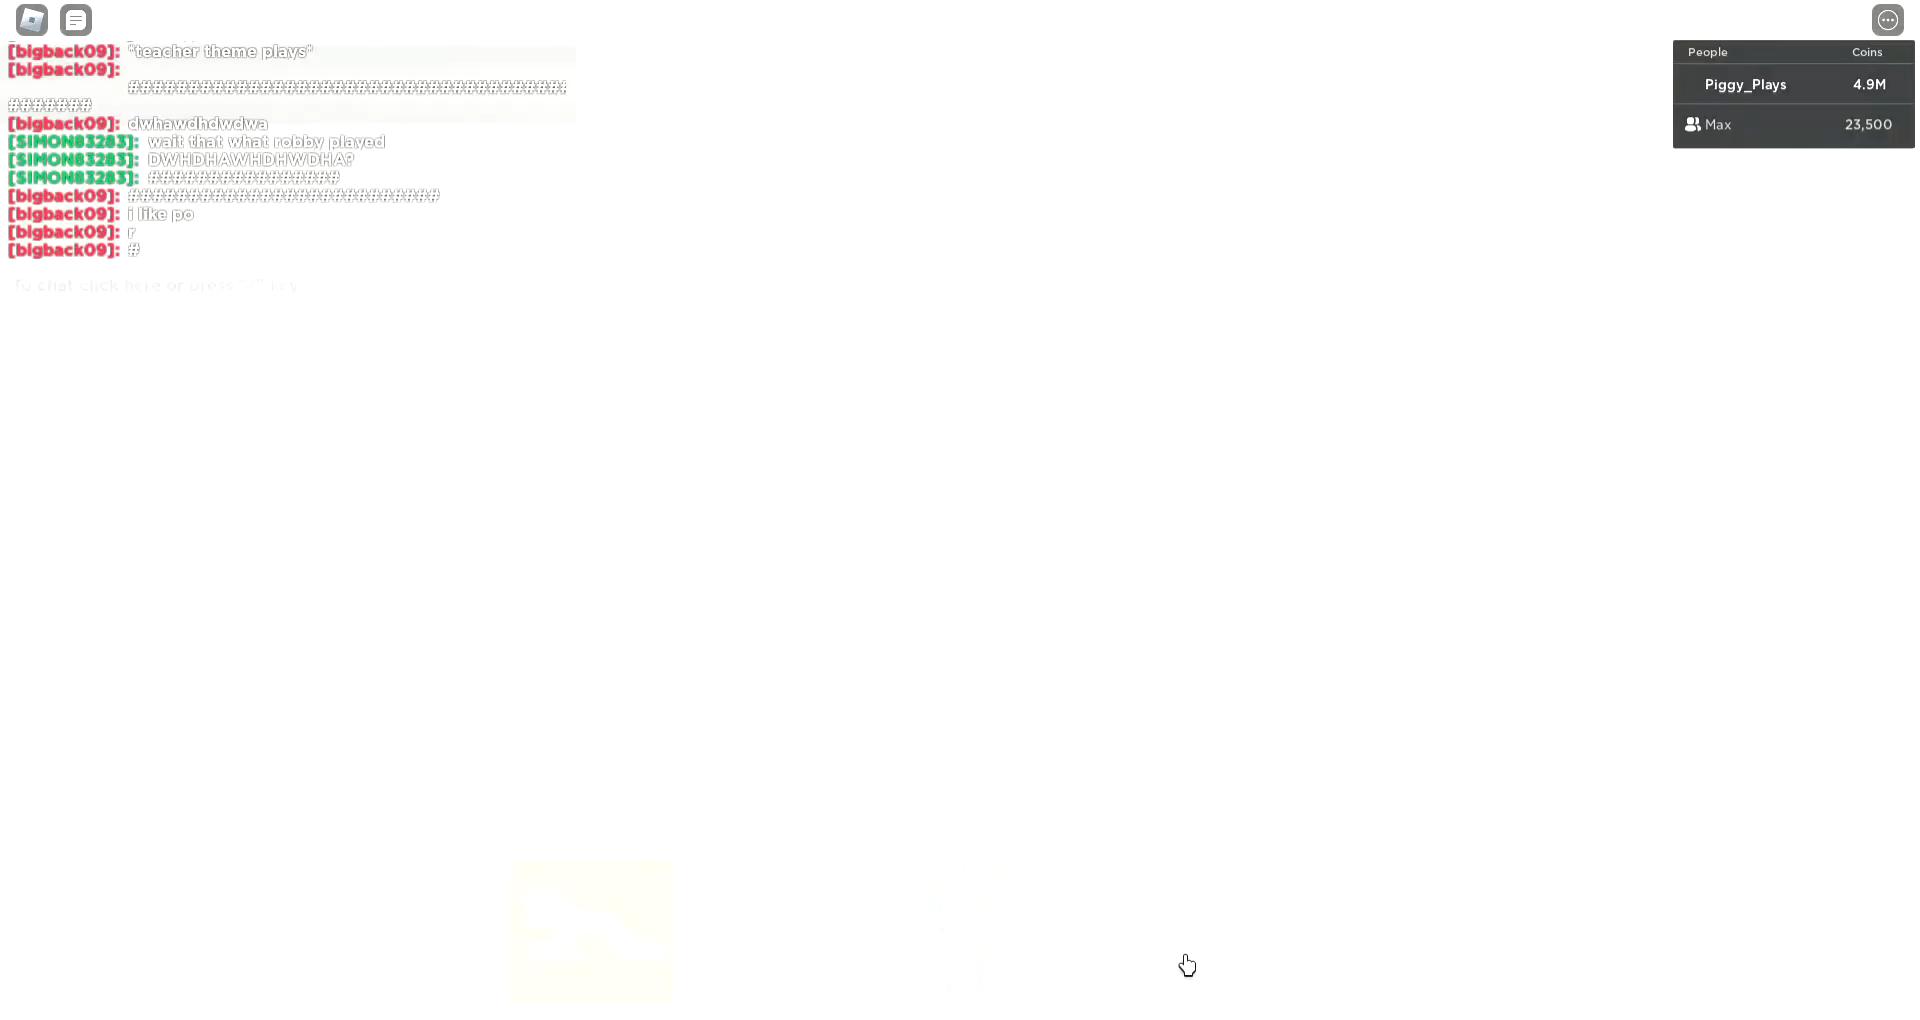 [bigback09]: "teacher theme plays"
[bigback09]:
####################################
#######
[bigback09]: dwhawdhdwdwa
[SIMON83283]: wait that what robby played
[SIMON83283]: DWHDHAWHDHWDHA?
[SIMON83283]: ################
[bigback09]: ##########################
[bigback09]: i like po
[bigback09]: r
[bigback09]: #
To chat click here or press "/" key
People Coins
Piggy_Plays 4.9M
Max 23,500